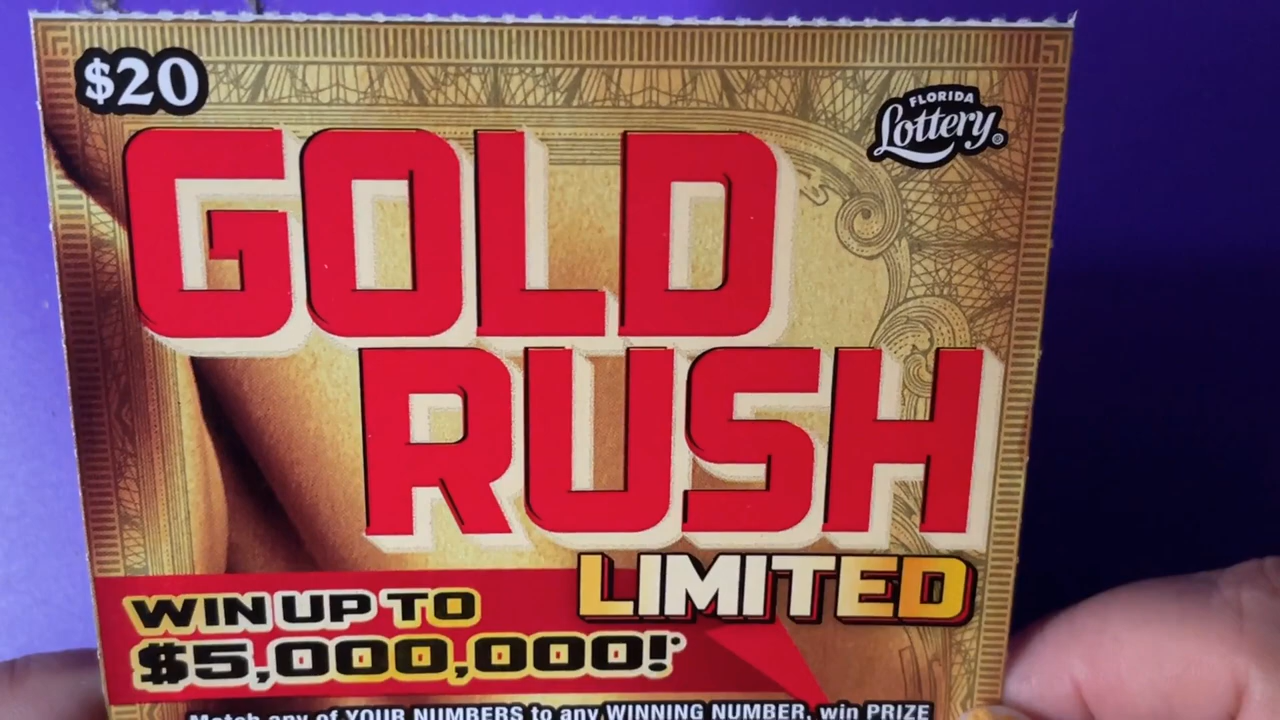 $20
FLORIDA
Lottery®
GOLD
RUSH
LIMITED
WIN UP TO
$5,000,000!*
Match any of YOUR NUMBERS to any WINNING NUMBER, win PRIZE